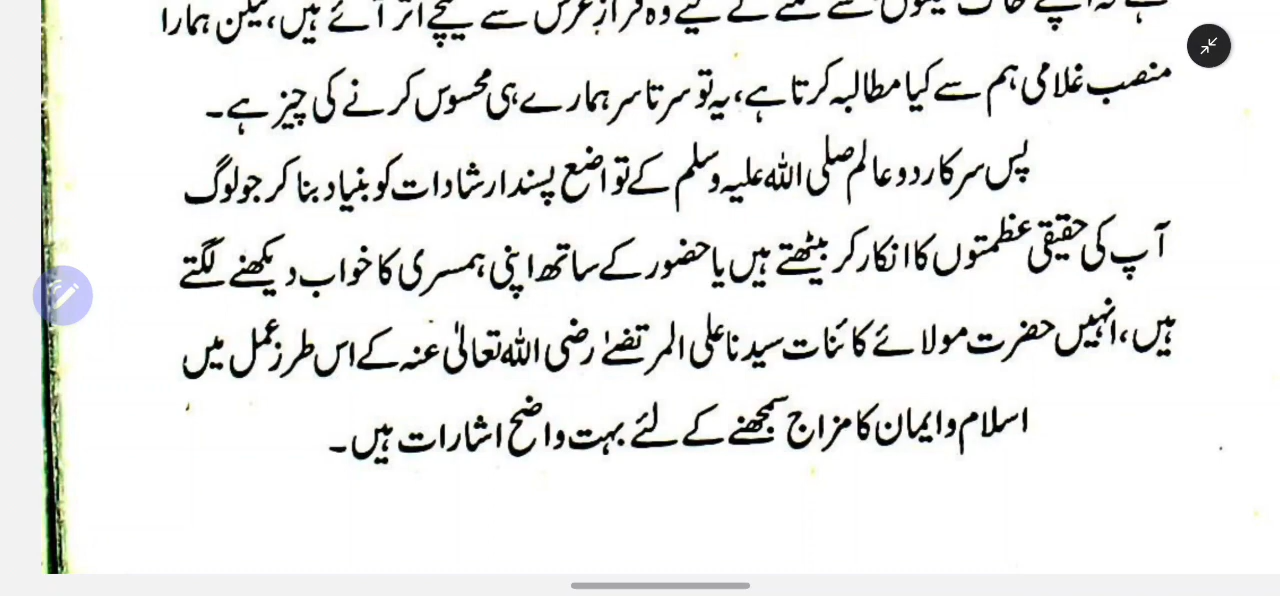 وہ فراز عرش سے نیچے اتر آئے ہیں، لیکن ہمارا
منصب غلامی ہم سے کیا مطالبہ کرتا ہے، یہ تو سرتاسر ہمارے ہی محسوس کرنے کی چیز ہے۔
پس سرکار دو عالم صلی اللہ علیہ وسلم کے تواضع پسند ارشادات کو بنیاد بنا کر جو لوگ
آپ کی حقیقی عظمتوں کا انکار کر بیٹھتے ہیں یا حضور کے ساتھ اپنی ہمسری کا خواب دیکھنے لگتے
ہیں، انہیں حضرت مولائے کائنات سیدنا علی المرتضےٰ رضی اللہ تعالیٰ عنہ کے اس طرز عمل میں
اسلام و ایمان کا مزاج سمجھنے کے لئے بہت واضح اشارات ہیں۔